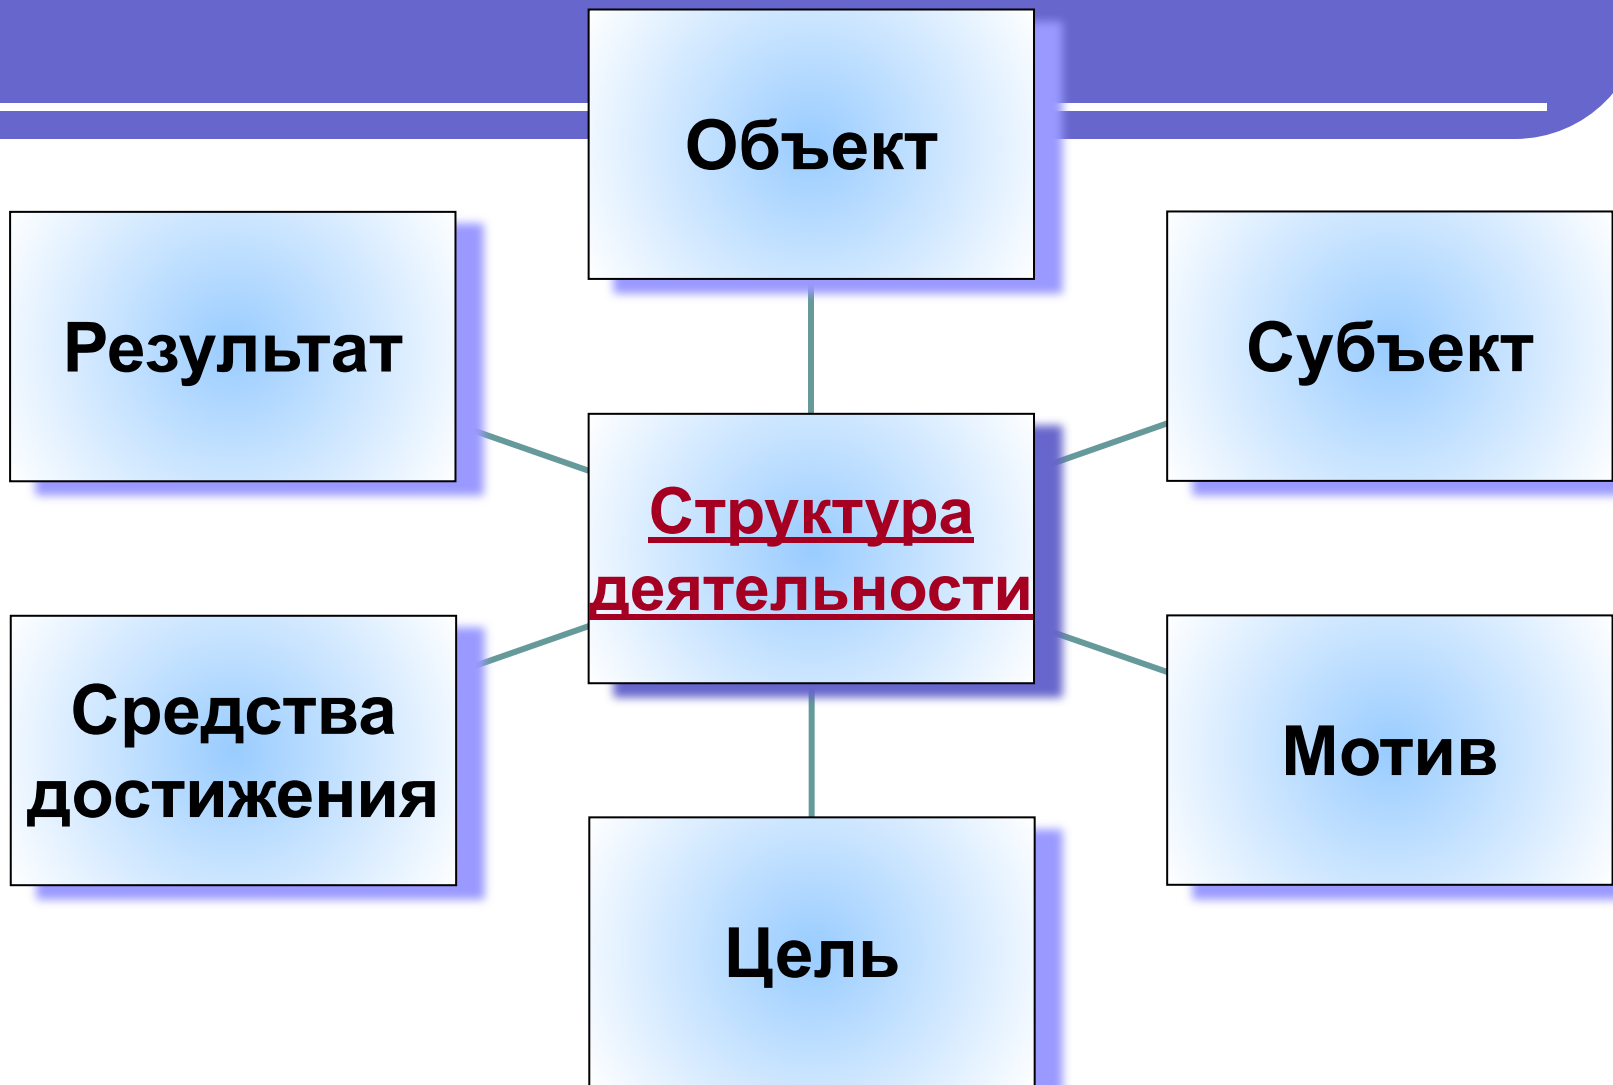 Объект
Результат
Субъект
Структура
деятельности
Средства
достижения
Мотив
Цель